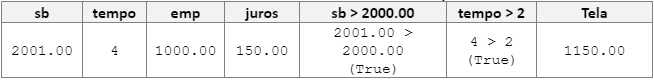 sb tempo emp juros sb > 2000.00 tempo > 2 Tela
2001.00 4 1000.00 150.00 2001.00 > 2000.00 (True) 4 > 2 (True) 1150.00